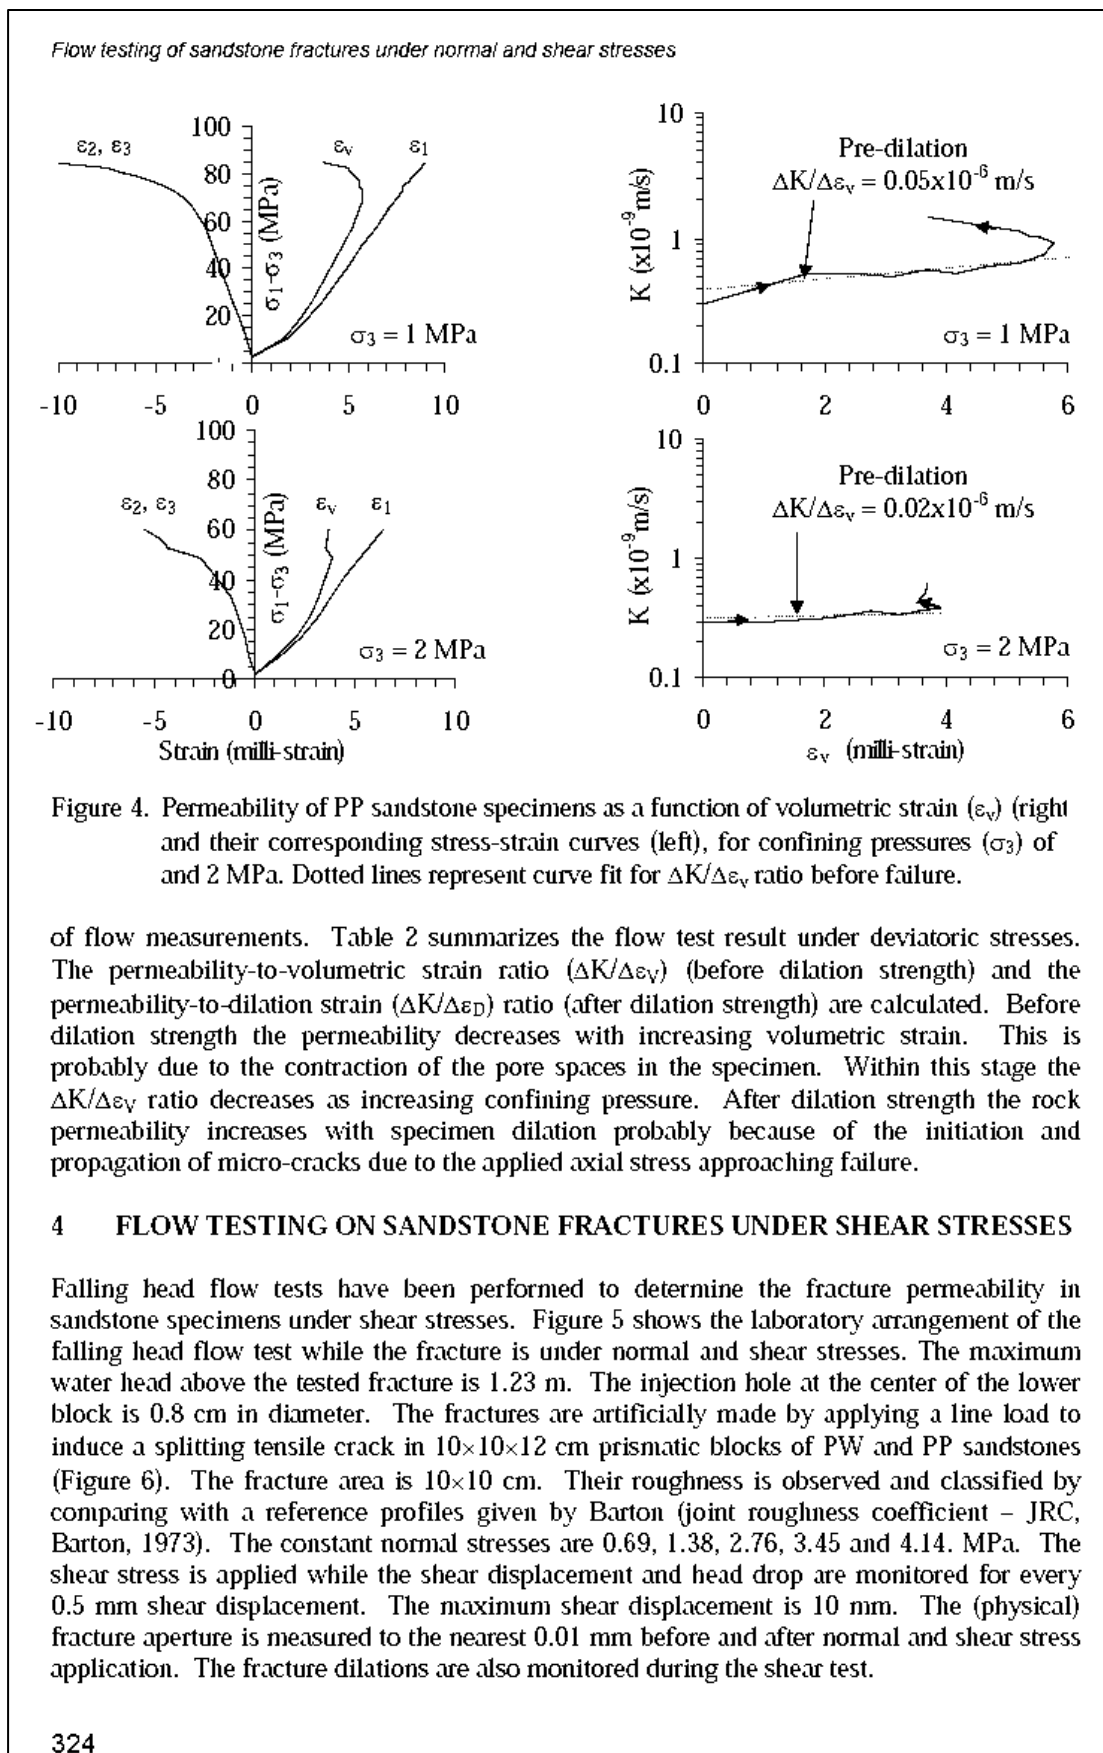 Flow testing of sandstone fractures under normal and shear stresses
100
80
60
40
20
ε2, ε3
εv
ε1
σ1-σ3 (MPa)
σ3 = 1 MPa
-10 -5 0 5 10
10
1
0.1
K (x10-9m/s)
Pre-dilation
ΔK/Δεv = 0.05x10-6 m/s
σ3 = 1 MPa
0 2 4 6
100
80
60
40
20
0
ε2, ε3
εv
ε1
σ1-σ3 (MPa)
σ3 = 2 MPa
-10 -5 0 5 10
Strain (milli-strain)
10
1
0.1
K (x10-9m/s)
Pre-dilation
ΔK/Δεv = 0.02x10-6 m/s
σ3 = 2 MPa
0 2 4 6
εv (milli-strain)
Figure 4. Permeability of PP sandstone specimens as a function of volumetric strain (εv) (right
and their corresponding stress-strain curves (left), for confining pressures (σ3) of
and 2 MPa. Dotted lines represent curve fit for ΔK/Δεv ratio before failure.
of flow measurements. Table 2 summarizes the flow test result under deviatoric stresses.
The permeability-to-volumetric strain ratio (ΔK/ΔεV) (before dilation strength) and the
permeability-to-dilation strain (ΔK/ΔεD) ratio (after dilation strength) are calculated. Before
dilation strength the permeability decreases with increasing volumetric strain. This is
probably due to the contraction of the pore spaces in the specimen. Within this stage the
ΔK/ΔεV ratio decreases as increasing confining pressure. After dilation strength the rock
permeability increases with specimen dilation probably because of the initiation and
propagation of micro-cracks due to the applied axial stress approaching failure.
4 FLOW TESTING ON SANDSTONE FRACTURES UNDER SHEAR STRESSES
Falling head flow tests have been performed to determine the fracture permeability in
sandstone specimens under shear stresses. Figure 5 shows the laboratory arrangement of the
falling head flow test while the fracture is under normal and shear stresses. The maximum
water head above the tested fracture is 1.23 m. The injection hole at the center of the lower
block is 0.8 cm in diameter. The fractures are artificially made by applying a line load to
induce a splitting tensile crack in 10×10×12 cm prismatic blocks of PW and PP sandstones
(Figure 6). The fracture area is 10×10 cm. Their roughness is observed and classified by
comparing with a reference profiles given by Barton (joint roughness coefficient – JRC,
Barton, 1973). The constant normal stresses are 0.69, 1.38, 2.76, 3.45 and 4.14. MPa. The
shear stress is applied while the shear displacement and head drop are monitored for every
0.5 mm shear displacement. The maximum shear displacement is 10 mm. The (physical)
fracture aperture is measured to the nearest 0.01 mm before and after normal and shear stress
application. The fracture dilations are also monitored during the shear test.
324